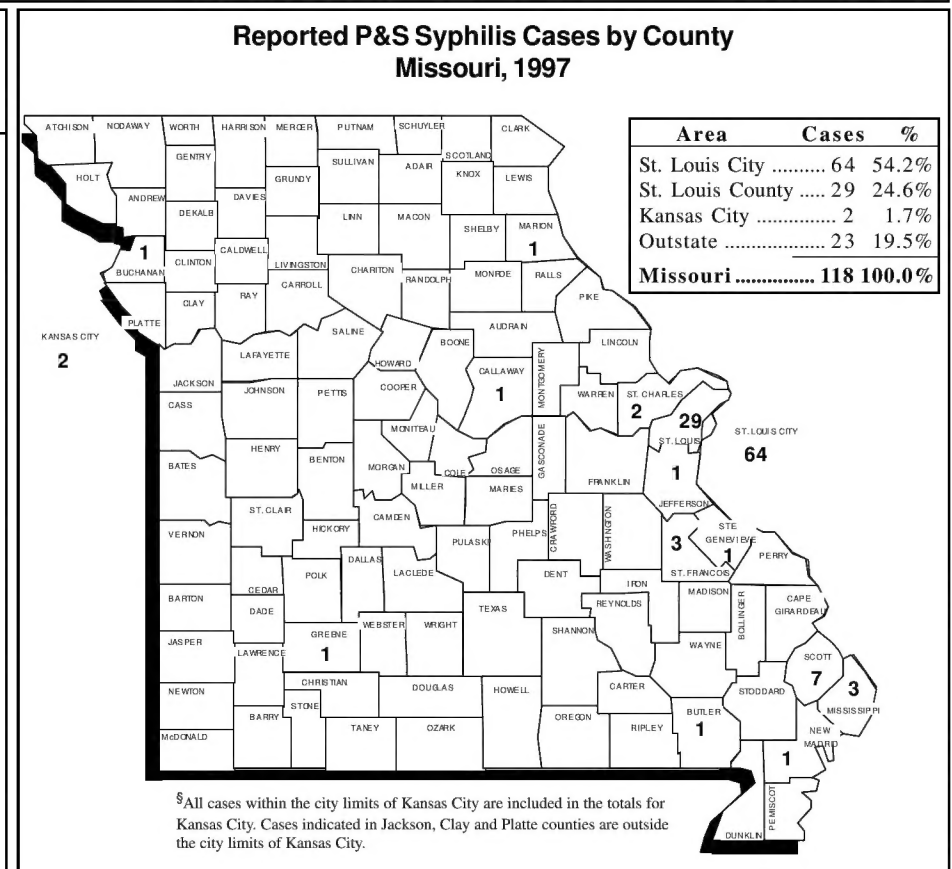 Reported P&S Syphilis Cases by County
Missouri, 1997
Area Cases %
St. Louis City .......... 64 54.2%
St. Louis County ..... 29 24.6%
Kansas City ................ 2 1.7%
Outstate ................... 23 19.5%
Missouri ............... 118 100.0%
ATCHISON NODAWAY WORTH HARRISON MERCER PUTNAM SCHUYLER CLARK
SCOTLAND
GENTRY SULLIVAN ADAIR KNOX LEWIS
HOLT GRUNDY
ANDREW DAVIES
DEKALB LINN MACON SHELBY MARION
1 1
BUCHANAN CLINTON CALDWELL LIVINGSTON CHARITON RANDOLPH MONROE RALLS
CARROLL
CLAY RAY PIKE
PLATTE SALINE AUDRAIN
KANSAS CITY BOONE LINCOLN
2
LAFAYETTE HOWARD CALLAWAY MONTGOMERY
1
JACKSON JOHNSON PETTIS COOPER WARREN ST. CHARLES
2
CASS 29
MONITEAU ST. LOUIS ST. LOUIS CITY
64
HENRY BENTON GASCONADE
BATES MORGAN COLE OSAGE 1
MILLER MARIES FRANKLIN
ST. CLAIR JEFFERSON
CAMDEN CRAWFORD WASHINGTON STE
VERNON HICKORY PULASKI PHELPS 3 GENEVIEVE
1
DALLAS PERRY
POLK LACLEDE DENT ST. FRANCOIS
CEDAR IRON
BARTON MADISON BOLLINGER CAPE
DADE TEXAS REYNOLDS GIRARDEAU
GREENE WEBSTER WRIGHT SHANNON
JASPER WAYNE
LAWRENCE 1 SCOTT
7
CHRISTIAN DOUGLAS HOWELL CARTER 3
NEWTON STODDARD
STONE BUTLER MISSISSIPPI
BARRY 1 NEW
TANEY OZARK OREGON RIPLEY MADRID
McDONALD 1
PEMISCOT
DUNKLIN
§All cases within the city limits of Kansas City are included in the totals for
Kansas City. Cases indicated in Jackson, Clay and Platte counties are outside
the city limits of Kansas City.